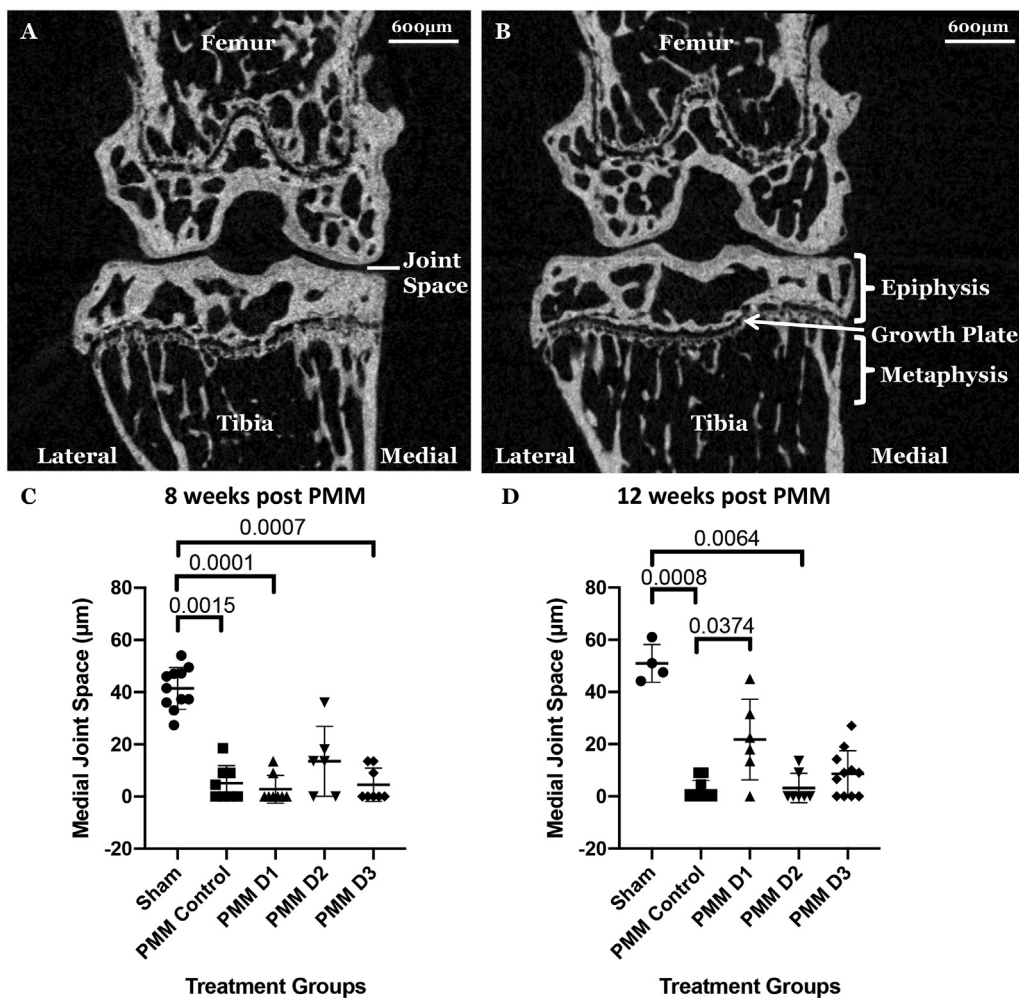 A
Femur
600µm
Joint
Space
Tibia
Lateral
Medial
B
Femur
600µm
Epiphysis
Growth Plate
Metaphysis
Tibia
Lateral
Medial
C
8 weeks post PMM
0.0007
0.0001
0.0015
Medial Joint Space (µm)
80
60
40
20
0
-20
Sham
PMM Control
PMM D1
PMM D2
PMM D3
Treatment Groups
D
12 weeks post PMM
0.0064
0.0008
0.0374
Medial Joint Space (µm)
80
60
40
20
0
-20
Sham
PMM Control
PMM D1
PMM D2
PMM D3
Treatment Groups